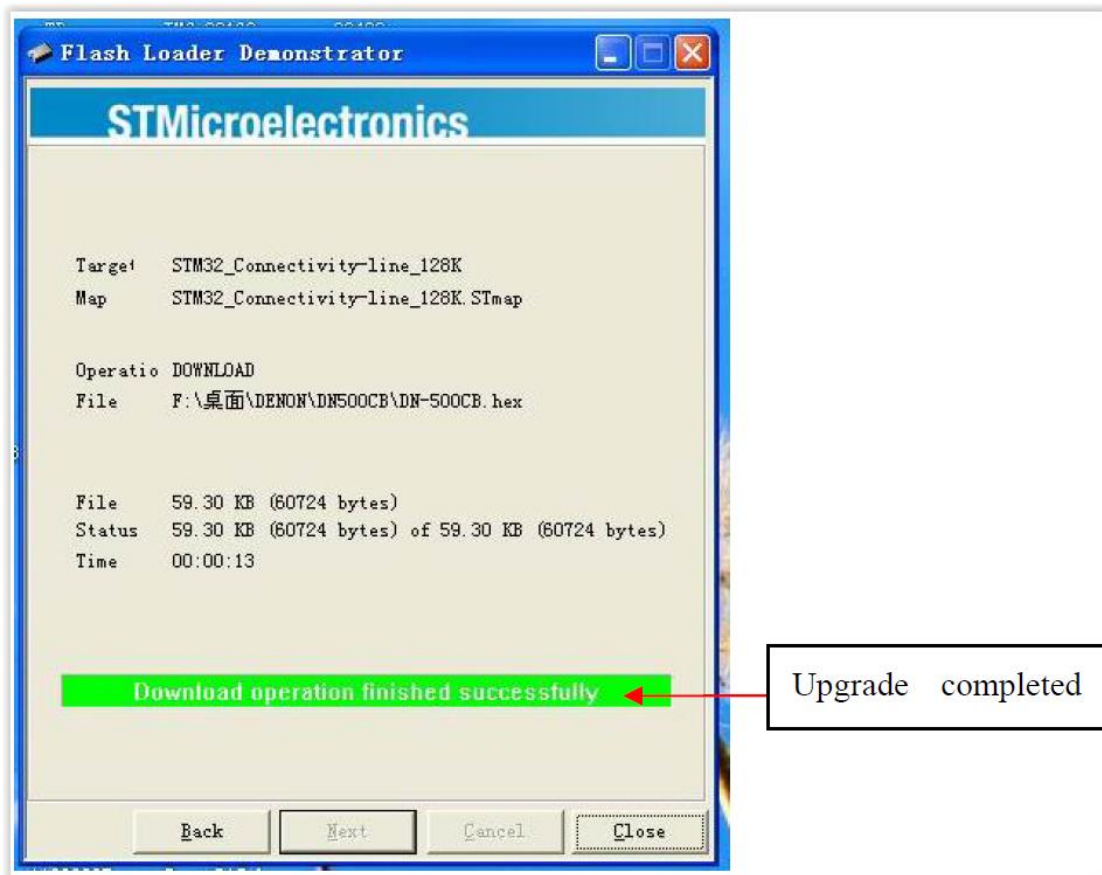 Flash Loader Demonstrator
STMicroelectronics
Target STM32_Connectivity-line_128K
Map STM32_Connectivity-line_128K.STmap
Operatio DOWNLOAD
File F:\桌面\DENON\DN500CB\DN-500CB.hex
File 59.30 KB (60724 bytes)
Status 59.30 KB (60724 bytes) of 59.30 KB (60724 bytes)
Time 00:00:13
Download operation finished successfully
Upgrade completed
Back Next Cancel Close